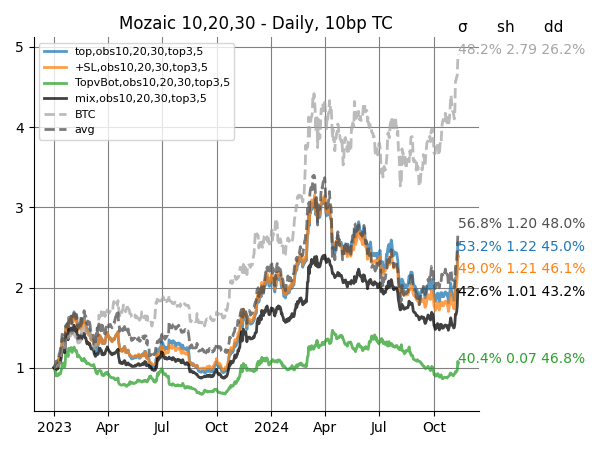 Mozaic 10,20,30 - Daily, 10bp TC
σ sh dd
top,obs10,20,30,top3,5
+SL,obs10,20,30,top3,5
TopvBot,obs10,20,30,top3,5
mix,obs10,20,30,top3,5
BTC
avg
48.2% 2.79 26.2%
56.8% 1.20 48.0%
53.2% 1.22 45.0%
49.0% 1.21 46.1%
42.6% 1.01 43.2%
40.4% 0.07 46.8%
5
4
3
2
1
2023 Apr Jul Oct 2024 Apr Jul Oct